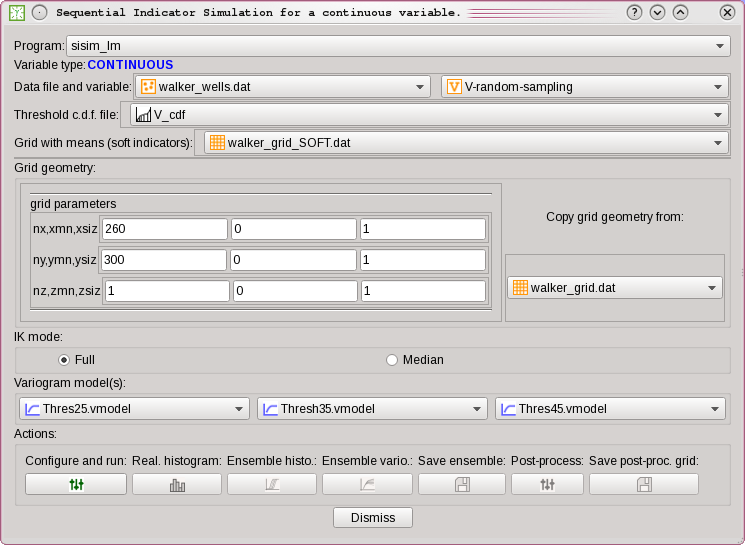 Sequential Indicator Simulation for a continuous variable.
Program: sisim_lm
Variable type: CONTINUOUS
Data file and variable: walker_wells.dat V-random-sampling
Threshold c.d.f. file: V_cdf
Grid with means (soft indicators): walker_grid_SOFT.dat
Grid geometry:
grid parameters
nx,xmn,xsiz 260 0 1
ny,ymn,ysiz 300 0 1
nz,zmn,zsiz 1 0 1
Copy grid geometry from:
walker_grid.dat
IK mode:
Full Median
Variogram model(s):
Thres25.vmodel Thresh35.vmodel Thres45.vmodel
Actions:
Configure and run: Real. histogram: Ensemble histo.: Ensemble vario.: Save ensemble: Post-process: Save post-proc. grid:
Dismiss